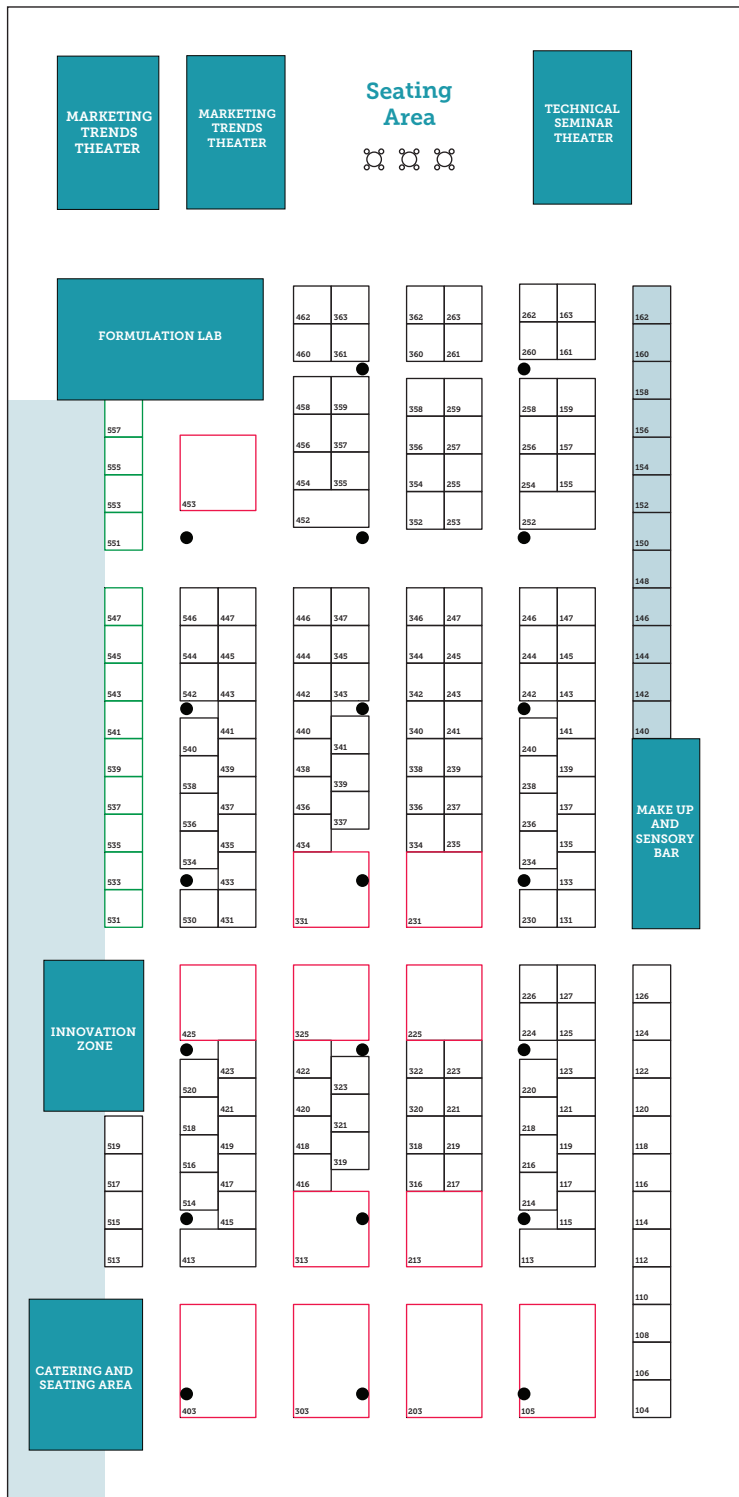 MARKETING
TRENDS
THEATER
MARKETING
TRENDS
THEATER
Seating
Area
TECHNICAL
SEMINAR
THEATER
FORMULATION LAB
462 363 362 263 262 163 162
460 361 360 261 260 161 160
158
557 458 359 358 259 258 159 156
555 456 357 356 257 256 157 154
553 453 454 355 354 255 254 155 152
551 452 352 253 252 150
148
547 546 447 446 347 346 247 246 147 146
545 544 445 444 345 344 245 244 145 144
543 542 443 442 343 342 243 242 143 142
541 441 440 340 241 141 140
540 341 240
539 439 438 338 239 139
538 339 238
537 437 436 336 237 137
536 337 236
535 435 434 334 235 135
534 234
533 433 133
531 530 431 331 231 230 131
MAKE UP
AND
SENSORY
BAR
INNOVATION
ZONE
226 127 126
425 325 225 224 125 124
423 422 322 223 123 122
520 323 220
421 420 320 221 121 120
518 321 218
519 419 418 318 219 119 118
516 319 216
517 417 416 316 217 117 116
514 214
515 415 115 114
513 413 313 213 113 112
110
108
106
CATERING AND
SEATING AREA
403 303 203 105 104